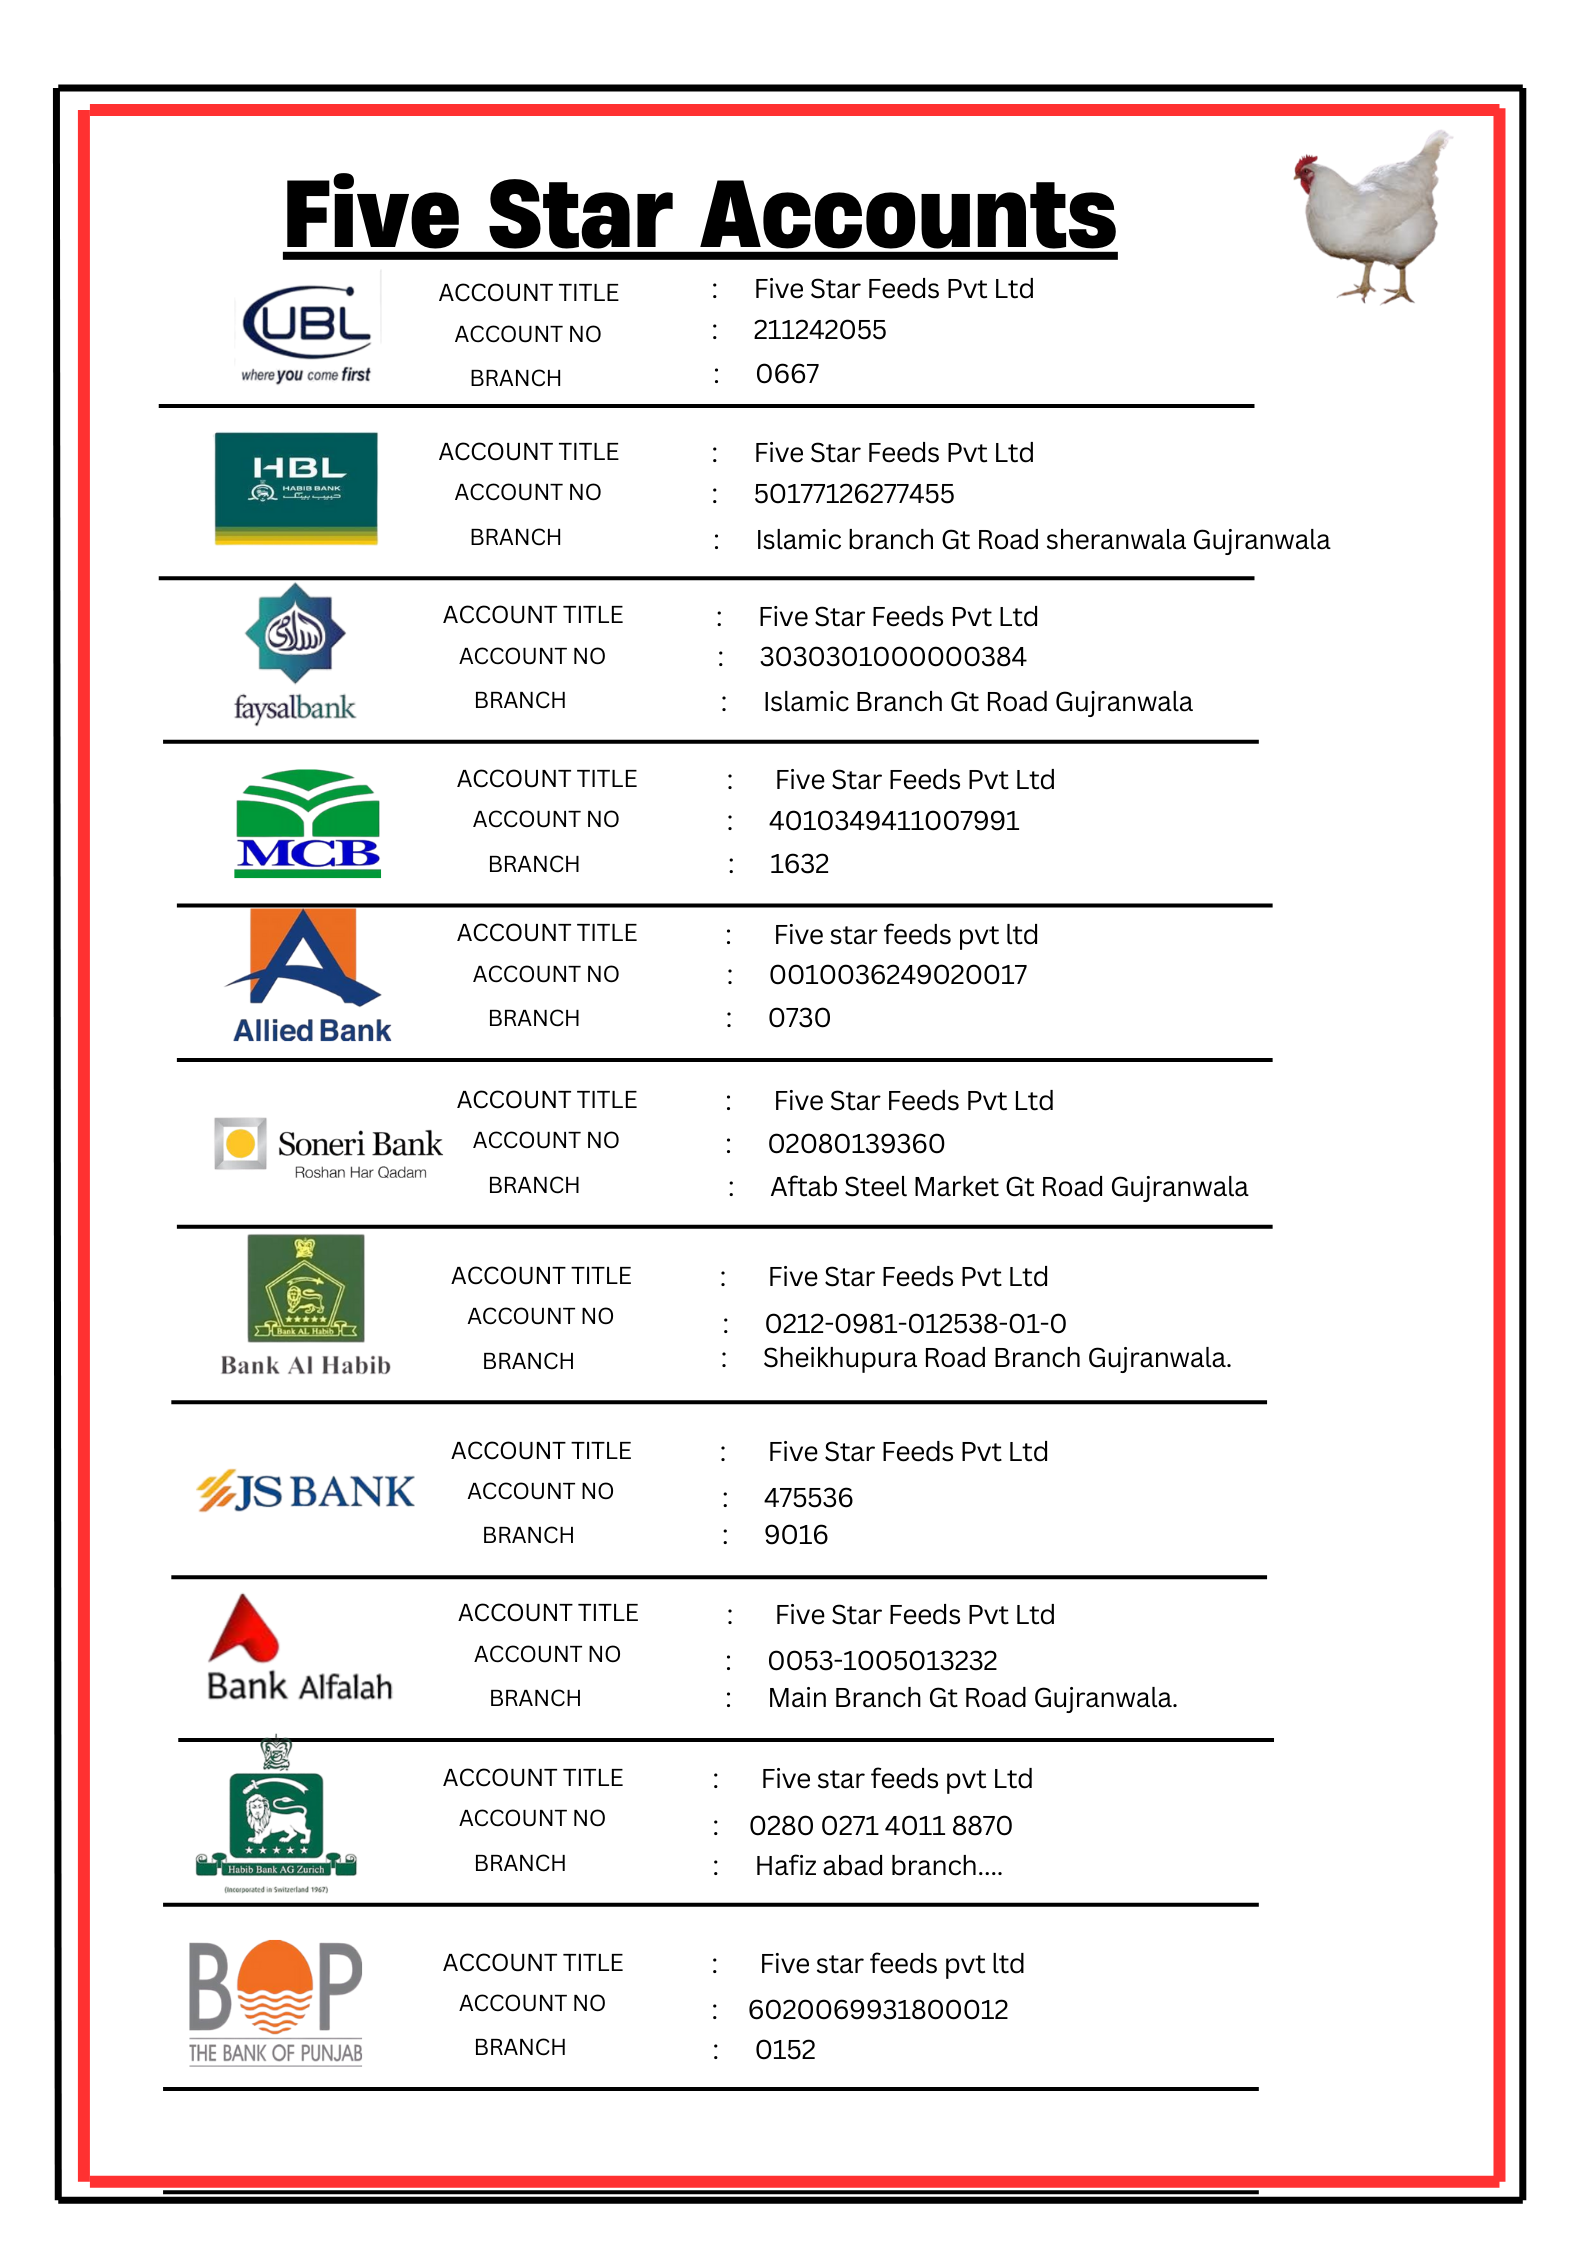 Five Star Accounts
UBL
where you come first
ACCOUNT TITLE : Five Star Feeds Pvt Ltd
ACCOUNT NO : 211242055
BRANCH : 0667
HBL
HABIB BANK
حبیب بینک
ACCOUNT TITLE : Five Star Feeds Pvt Ltd
ACCOUNT NO : 50177126277455
BRANCH : Islamic branch Gt Road sheranwala Gujranwala
اسلامی
faysalbank
ACCOUNT TITLE : Five Star Feeds Pvt Ltd
ACCOUNT NO : 3030301000000384
BRANCH : Islamic Branch Gt Road Gujranwala
MCB
ACCOUNT TITLE : Five Star Feeds Pvt Ltd
ACCOUNT NO : 4010349411007991
BRANCH : 1632
Allied Bank
ACCOUNT TITLE : Five star feeds pvt ltd
ACCOUNT NO : 0010036249020017
BRANCH : 0730
Soneri Bank
Roshan Har Qadam
ACCOUNT TITLE : Five Star Feeds Pvt Ltd
ACCOUNT NO : 02080139360
BRANCH : Aftab Steel Market Gt Road Gujranwala
Bank AL Habib
Bank Al Habib
ACCOUNT TITLE : Five Star Feeds Pvt Ltd
ACCOUNT NO : 0212-0981-012538-01-0
BRANCH : Sheikhupura Road Branch Gujranwala.
JS BANK
ACCOUNT TITLE : Five Star Feeds Pvt Ltd
ACCOUNT NO : 475536
BRANCH : 9016
Bank Alfalah
ACCOUNT TITLE : Five Star Feeds Pvt Ltd
ACCOUNT NO : 0053-1005013232
BRANCH : Main Branch Gt Road Gujranwala.
Habib Bank AG Zurich
(Incorporated in Switzerland 1967)
ACCOUNT TITLE : Five star feeds pvt Ltd
ACCOUNT NO : 0280 0271 4011 8870
BRANCH : Hafiz abad branch....
BOP
THE BANK OF PUNJAB
ACCOUNT TITLE : Five star feeds pvt ltd
ACCOUNT NO : 6020069931800012
BRANCH : 0152